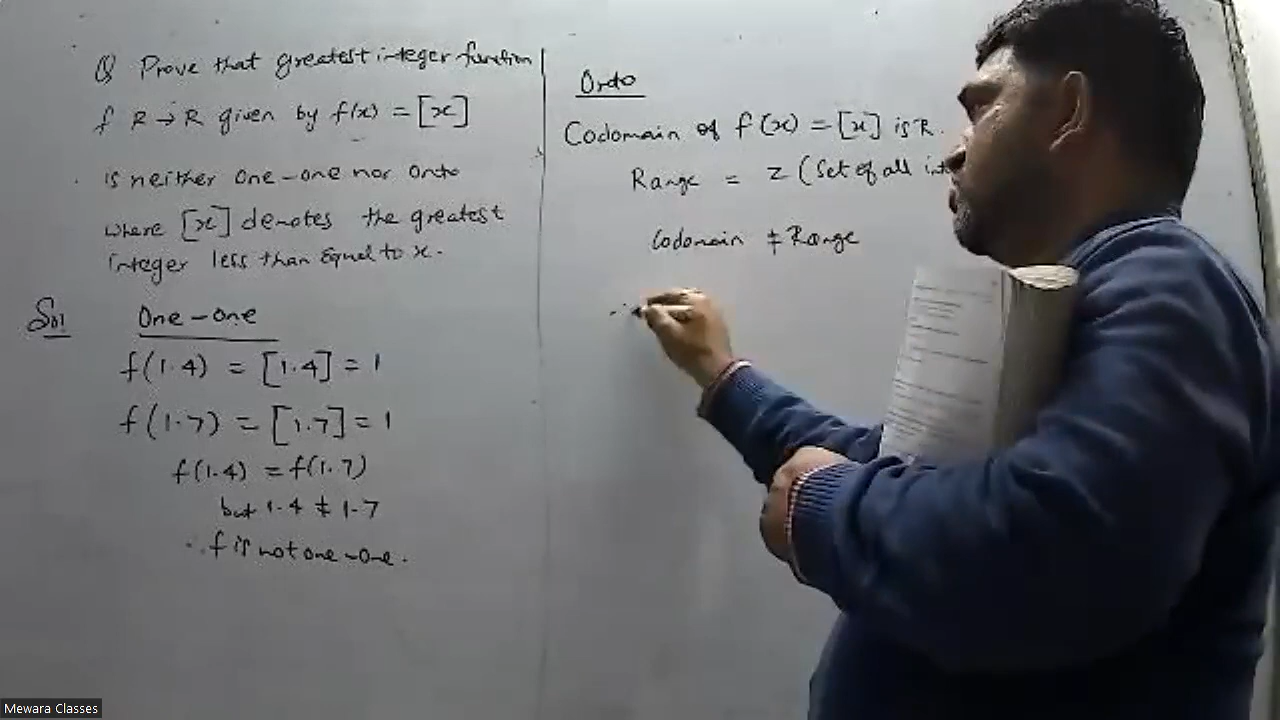 Q Prove that greatest integer function
f R→R given by f(x) = [x]
is neither one-one nor onto
where [x] denotes the greatest
integer less than Equal to x.
Sol One-one
f(1.4) = [1.4] = 1
f(1.7) = [1.7] = 1
f(1.4) = f(1.7)
but 1.4 ≠ 1.7
∴ f is not one-one.
Onto
Codomain of f(x) = [x] is R.
Range = Z (Set of all int
Codomain ≠ Range
Mewara Classes